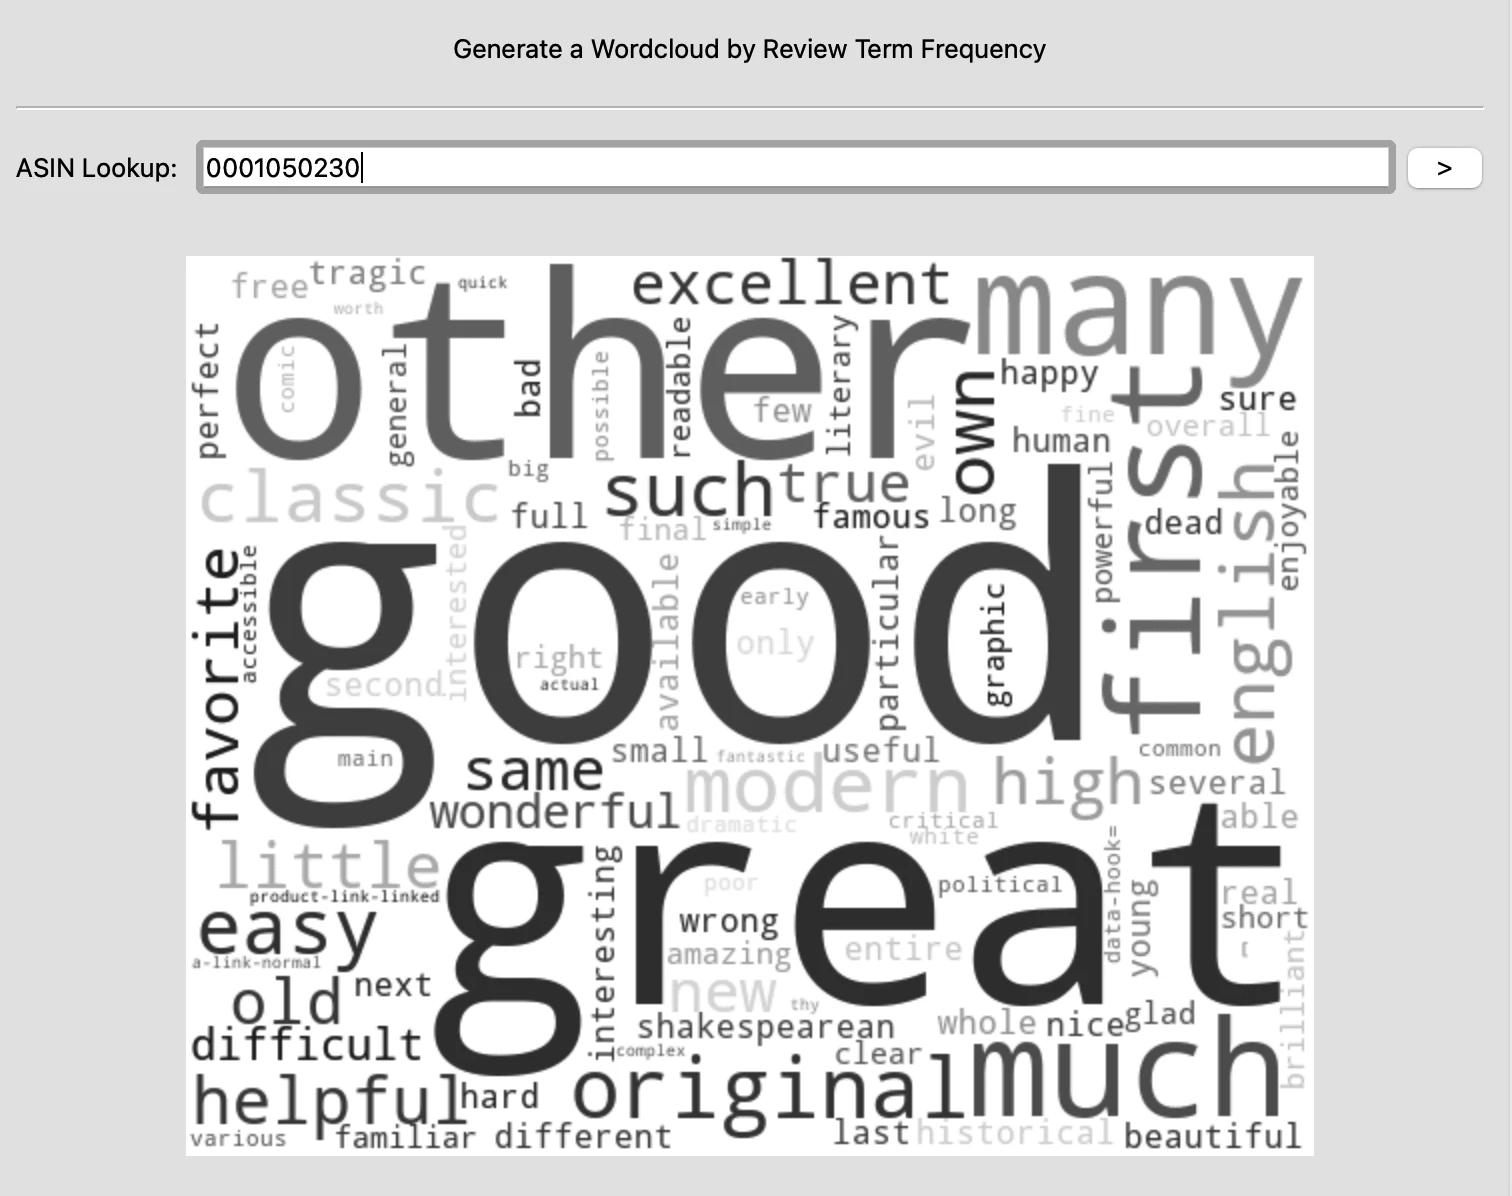 Generate a Wordcloud by Review Term Frequency
ASIN Lookup: 0001050230 >
free tragic quick excellent many
worth
other
perfect comic general bad possible readable few literary evil own happy sure
fine overall
human
first
classic big such true
full final simple famous long powerful dead english enjoyable
favorite accessible interested good available early particular graphic
right only
second actual
main same small fantastic useful common
modern high several
wonderful dramatic critical able
white
little great data-hook=
product-link-linked interesting poor political young real
easy wrong short
a-link-normal amazing entire brilliant
old next new thy
shakespearean whole nice glad
difficult complex clear much
helpful hard original
various familiar different last historical beautiful